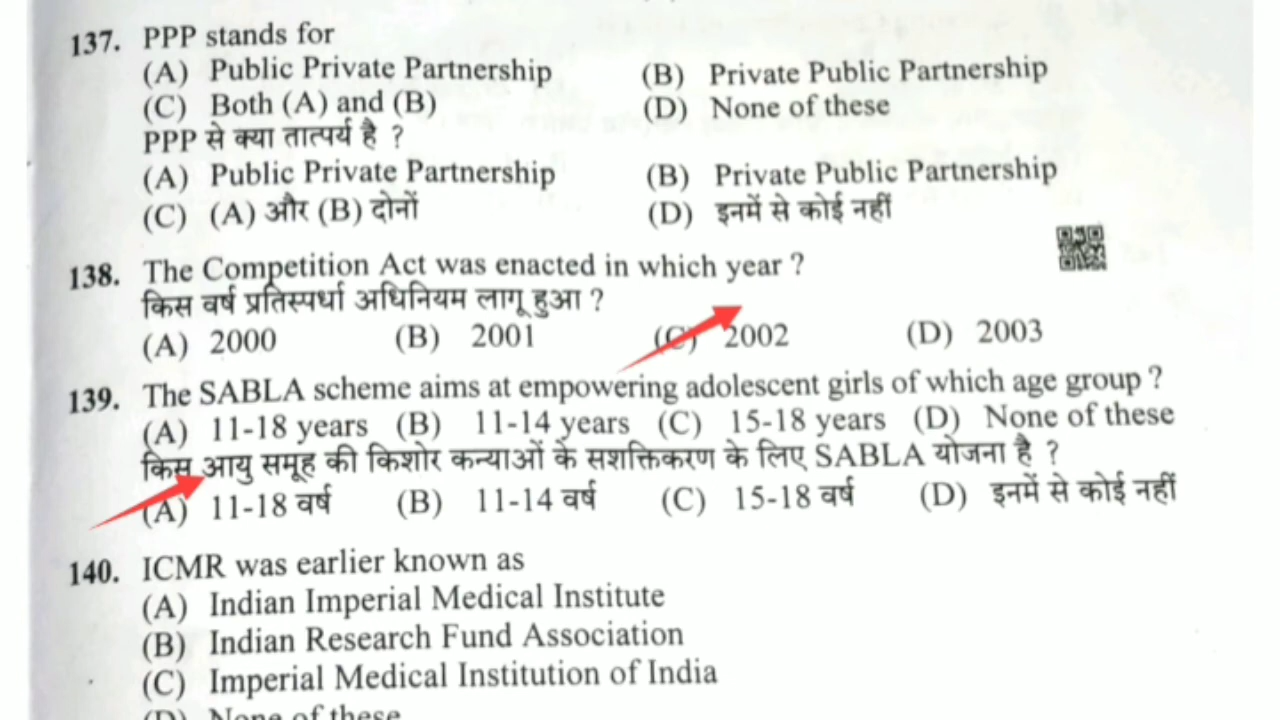 137. PPP stands for
(A) Public Private Partnership (B) Private Public Partnership
(C) Both (A) and (B) (D) None of these
PPP से क्या तात्पर्य है ?
(A) Public Private Partnership (B) Private Public Partnership
(C) (A) और (B) दोनों (D) इनमें से कोई नहीं
138. The Competition Act was enacted in which year ?
किस वर्ष प्रतिस्पर्धा अधिनियम लागू हुआ ?
(A) 2000 (B) 2001 (C) 2002 (D) 2003
139. The SABLA scheme aims at empowering adolescent girls of which age group ?
(A) 11-18 years (B) 11-14 years (C) 15-18 years (D) None of these
किस आयु समूह की किशोर कन्याओं के सशक्तिकरण के लिए SABLA योजना है ?
(A) 11-18 वर्ष (B) 11-14 वर्ष (C) 15-18 वर्ष (D) इनमें से कोई नहीं
140. ICMR was earlier known as
(A) Indian Imperial Medical Institute
(B) Indian Research Fund Association
(C) Imperial Medical Institution of India
(D) None of these